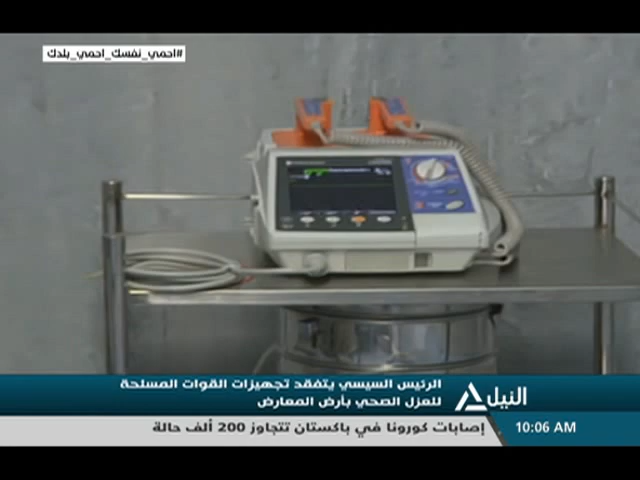 #احمي_نفسك_احمي_بلدك
الرئيس السيسي يتفقد تجهيزات القوات المسلحة
للعزل الصحي بأرض المعارض
النيل
إصابات كورونا في باكستان تتجاوز 200 ألف حالة
10:06 AM